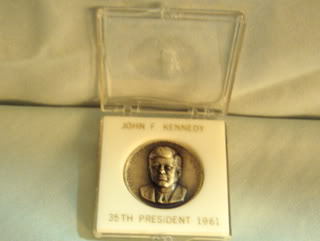 JOHN F. KENNEDY
35TH PRESIDENT 1961